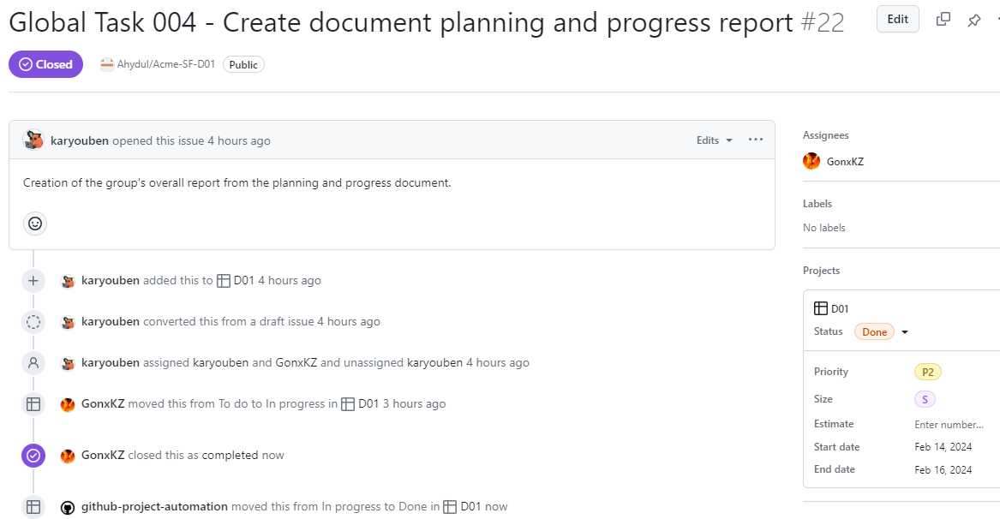 Global Task 004 - Create document planning and progress report #22
Edit
Closed
Ahydul/Acme-SF-D01
Public
karyouben opened this issue 4 hours ago
Edits
Creation of the group's overall report from the planning and progress document.
karyouben added this to D01 4 hours ago
karyouben converted this from a draft issue 4 hours ago
karyouben assigned karyouben and GonxKZ and unassigned karyouben 4 hours ago
GonxKZ moved this from To do to In progress in D01 3 hours ago
GonxKZ closed this as completed now
github-project-automation moved this from In progress to Done in D01 now
Assignees
GonxKZ
Labels
No labels
Projects
D01
Status Done
Priority P2
Size S
Estimate Enter number...
Start date Feb 14, 2024
End date Feb 16, 2024